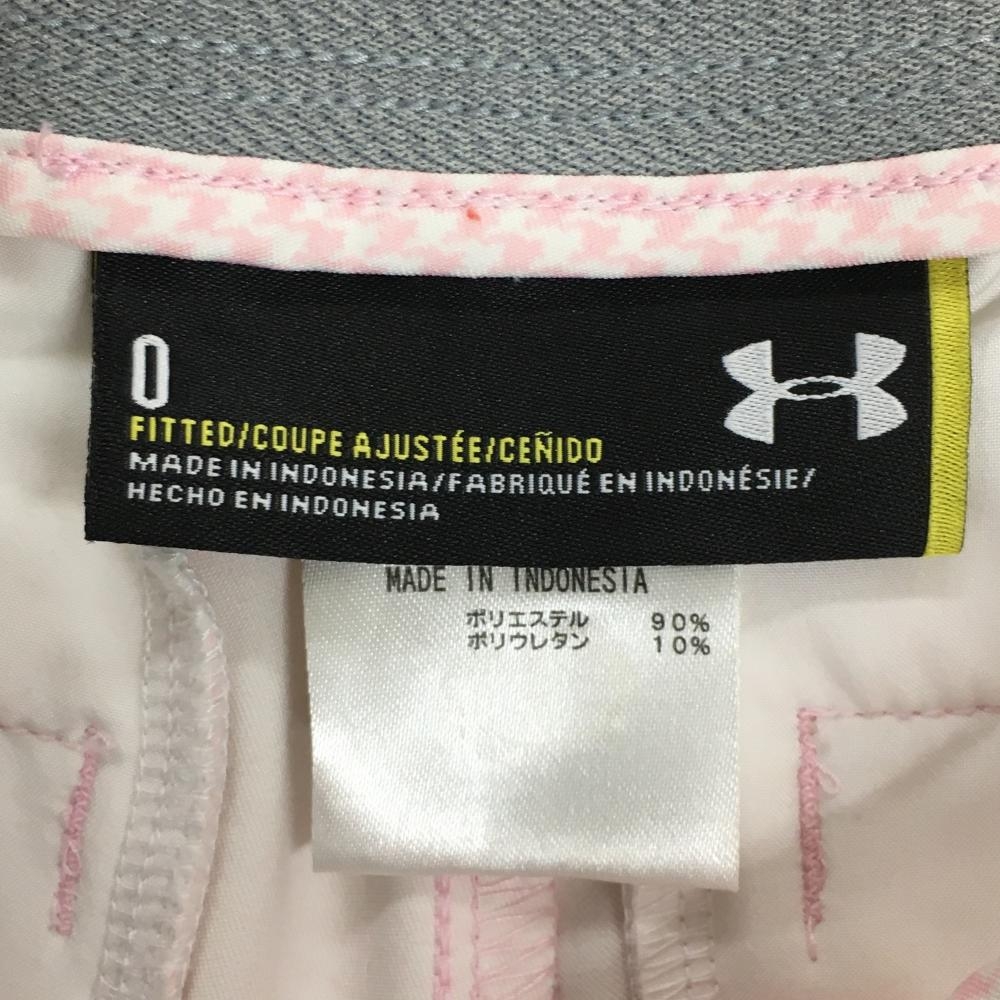 0
FITTED/COUPE AJUSTÉE/CEÑIDO
MADE IN INDONESIA/FABRIQUÉ EN INDONÉSIE/
HECHO EN INDONESIA
MADE IN INDONESIA
ポリエステル 90%
ポリウレタン 10%